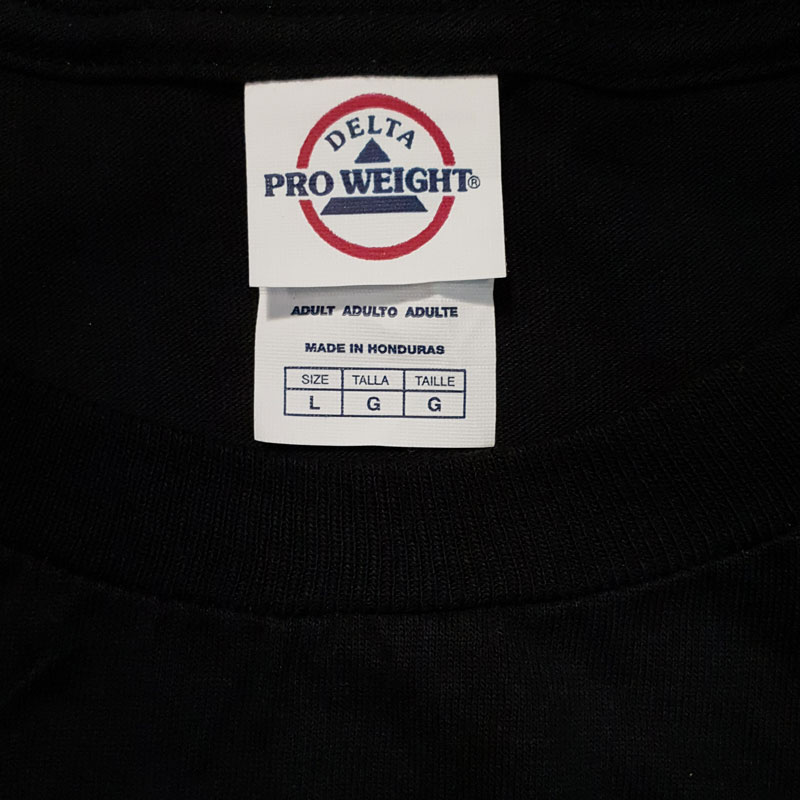 DELTA
PRO WEIGHT®
ADULT ADULTO ADULTE
MADE IN HONDURAS
SIZE TALLA TAILLE
L G G